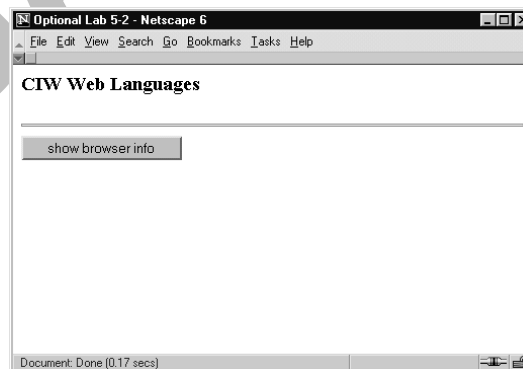 Optional Lab 5-2 - Netscape 6
File Edit View Search Go Bookmarks Tasks Help
CIW Web Languages
show browser info
Document: Done (0.17 secs)